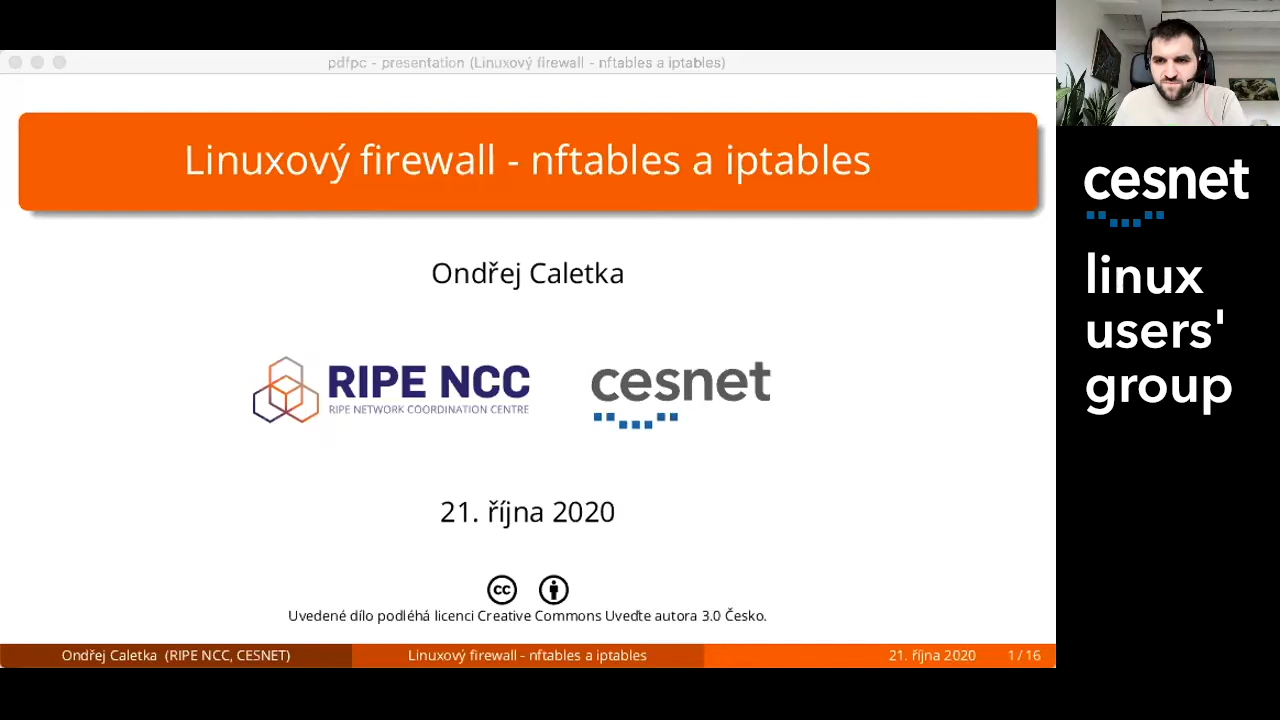 pdfpc - presentation (Linuxový firewall - nftables a iptables)
Linuxový firewall - nftables a iptables
Ondřej Caletka
RIPE NCC
RIPE NETWORK COORDINATION CENTRE
cesnet
21. října 2020
cc
Uvedené dílo podléhá licenci Creative Commons Uveďte autora 3.0 Česko.
Ondřej Caletka (RIPE NCC, CESNET)
Linuxový firewall - nftables a iptables
21. října 2020
1 / 16
cesnet
linux
users'
group